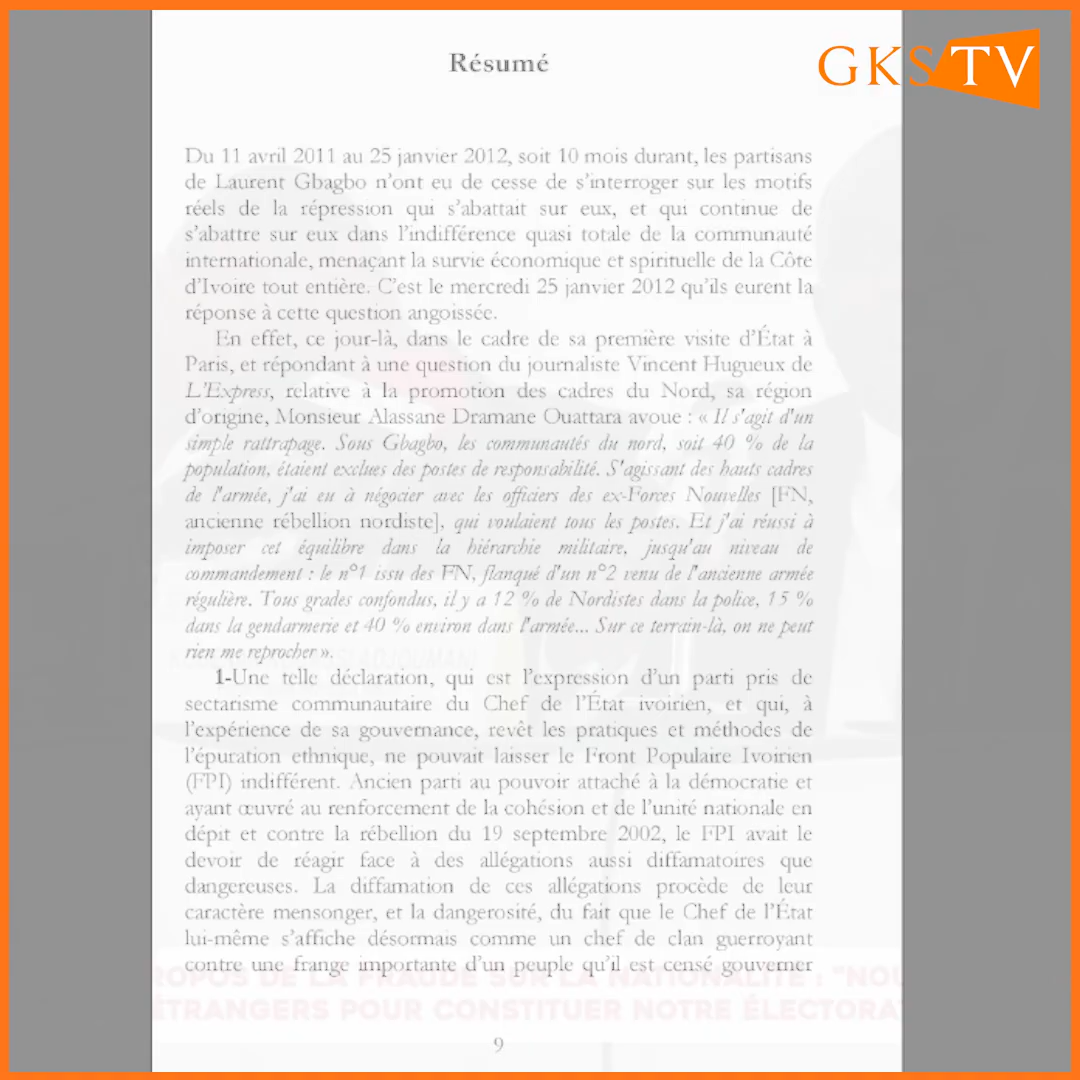 Résumé
GKS TV
Du 11 avril 2011 au 25 janvier 2012, soit 10 mois durant, les partisans
de Laurent Gbagbo n'ont eu de cesse de s'interroger sur les motifs
réels de la répression qui s'abattait sur eux, et qui continue de
s'abattre sur eux dans l'indifférence quasi totale de la communauté
internationale, menaçant la survie économique et spirituelle de la Côte
d'Ivoire tout entière. C'est le mercredi 25 janvier 2012 qu'ils eurent la
réponse à cette question angoissée.
En effet, ce jour-là, dans le cadre de sa première visite d'État à
Paris, et répondant à une question du journaliste Vincent Hugueux de
L'Express, relative à la promotion des cadres du Nord, sa région
d'origine, Monsieur Alassane Dramane Ouattara avoue : « Il s'agit d'un
simple rattrapage. Sous Gbagbo, les communautés du nord, soit 40 % de la
population, étaient exclues des postes de responsabilité. S'agissant des hauts cadres
de l'armée, j'ai eu à négocier avec les officiers des ex-Forces Nouvelles [FN,
ancienne rébellion nordiste], qui voulaient tous les postes. Et j'ai réussi à
imposer cet équilibre dans la hiérarchie militaire, jusqu'au niveau de
commandement : le n°1 issu des FN, flanqué d'un n°2 venu de l'ancienne armée
régulière. Tous grades confondus, il y a 12 % de Nordistes dans la police, 15 %
dans la gendarmerie et 40 % environ dans l'armée... Sur ce terrain-là, on ne peut
rien me reprocher ».
1-Une telle déclaration, qui est l'expression d'un parti pris de
sectarisme communautaire du Chef de l'État ivoirien, et qui, à
l'expérience de sa gouvernance, revêt les pratiques et méthodes de
l'épuration ethnique, ne pouvait laisser le Front Populaire Ivoirien
(FPI) indifférent. Ancien parti au pouvoir attaché à la démocratie et
ayant œuvré au renforcement de la cohésion et de l'unité nationale en
dépit et contre la rébellion du 19 septembre 2002, le FPI avait le
devoir de réagir face à des allégations aussi diffamatoires que
dangereuses. La diffamation de ces allégations procède de leur
caractère mensonger, et la dangerosité, du fait que le Chef de l'État
lui-même s'affiche désormais comme un chef de clan guerroyant
contre une frange importante d'un peuple qu'il est censé gouverner
ROPOS DE LA FRAUDE SUR LA NATIONALITÉ : "NOU
ÉTRANGERS POUR CONSTITUER NOTRE ÉLECTORA
9